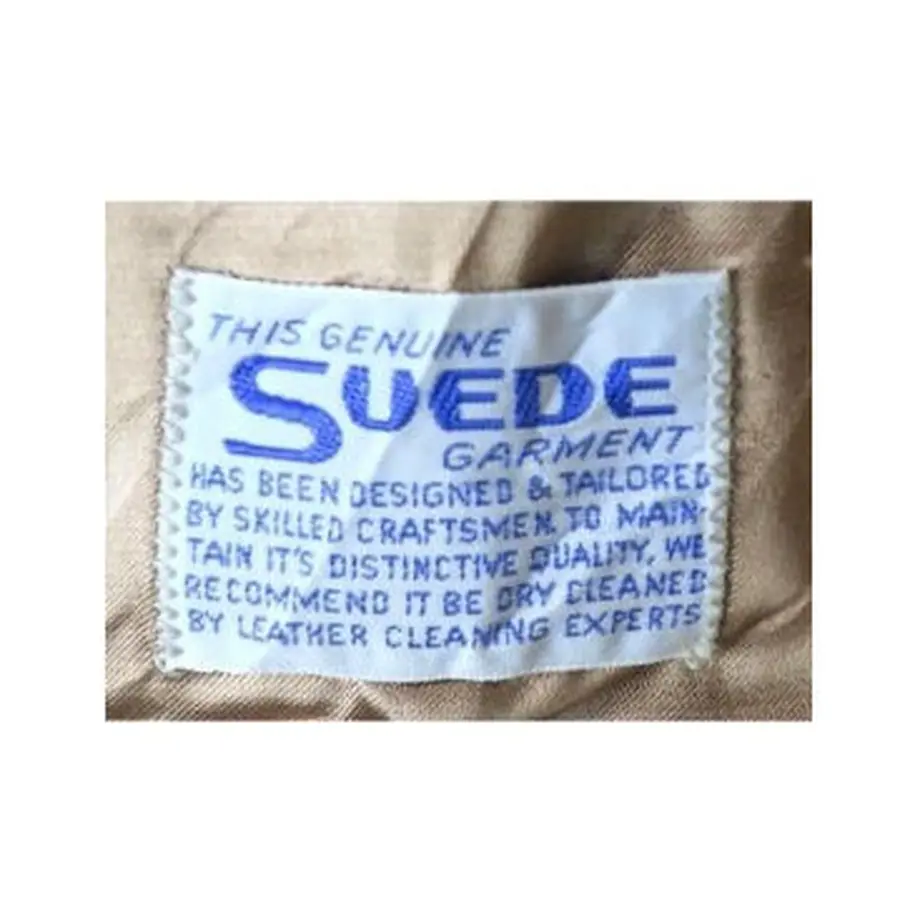 THIS GENUINE
SUEDE
GARMENT
HAS BEEN DESIGNED & TAILORED
BY SKILLED CRAFTSMEN. TO MAIN-
TAIN IT'S DISTINCTIVE QUALITY, WE
RECOMMEND IT BE DRY CLEANED
BY LEATHER CLEANING EXPERTS